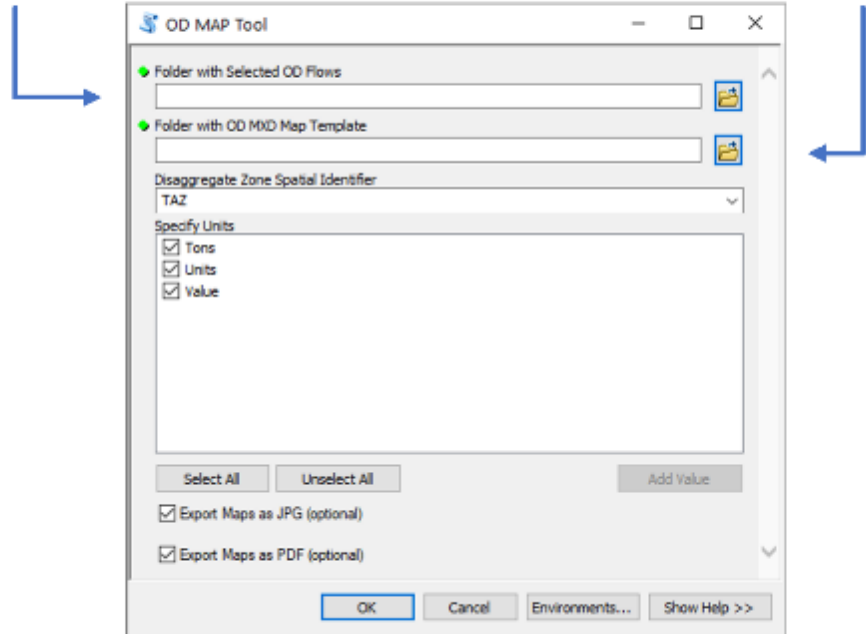 OD MAP Tool
Folder with Selected OD Flows
Folder with OD MXD Map Template
Disaggregate Zone Spatial Identifier
TAZ
Specify Units
Tons
Units
Value
Select All
Unselect All
Add Value
Export Maps as JPG (optional)
Export Maps as PDF (optional)
OK
Cancel
Environments...
Show Help >>